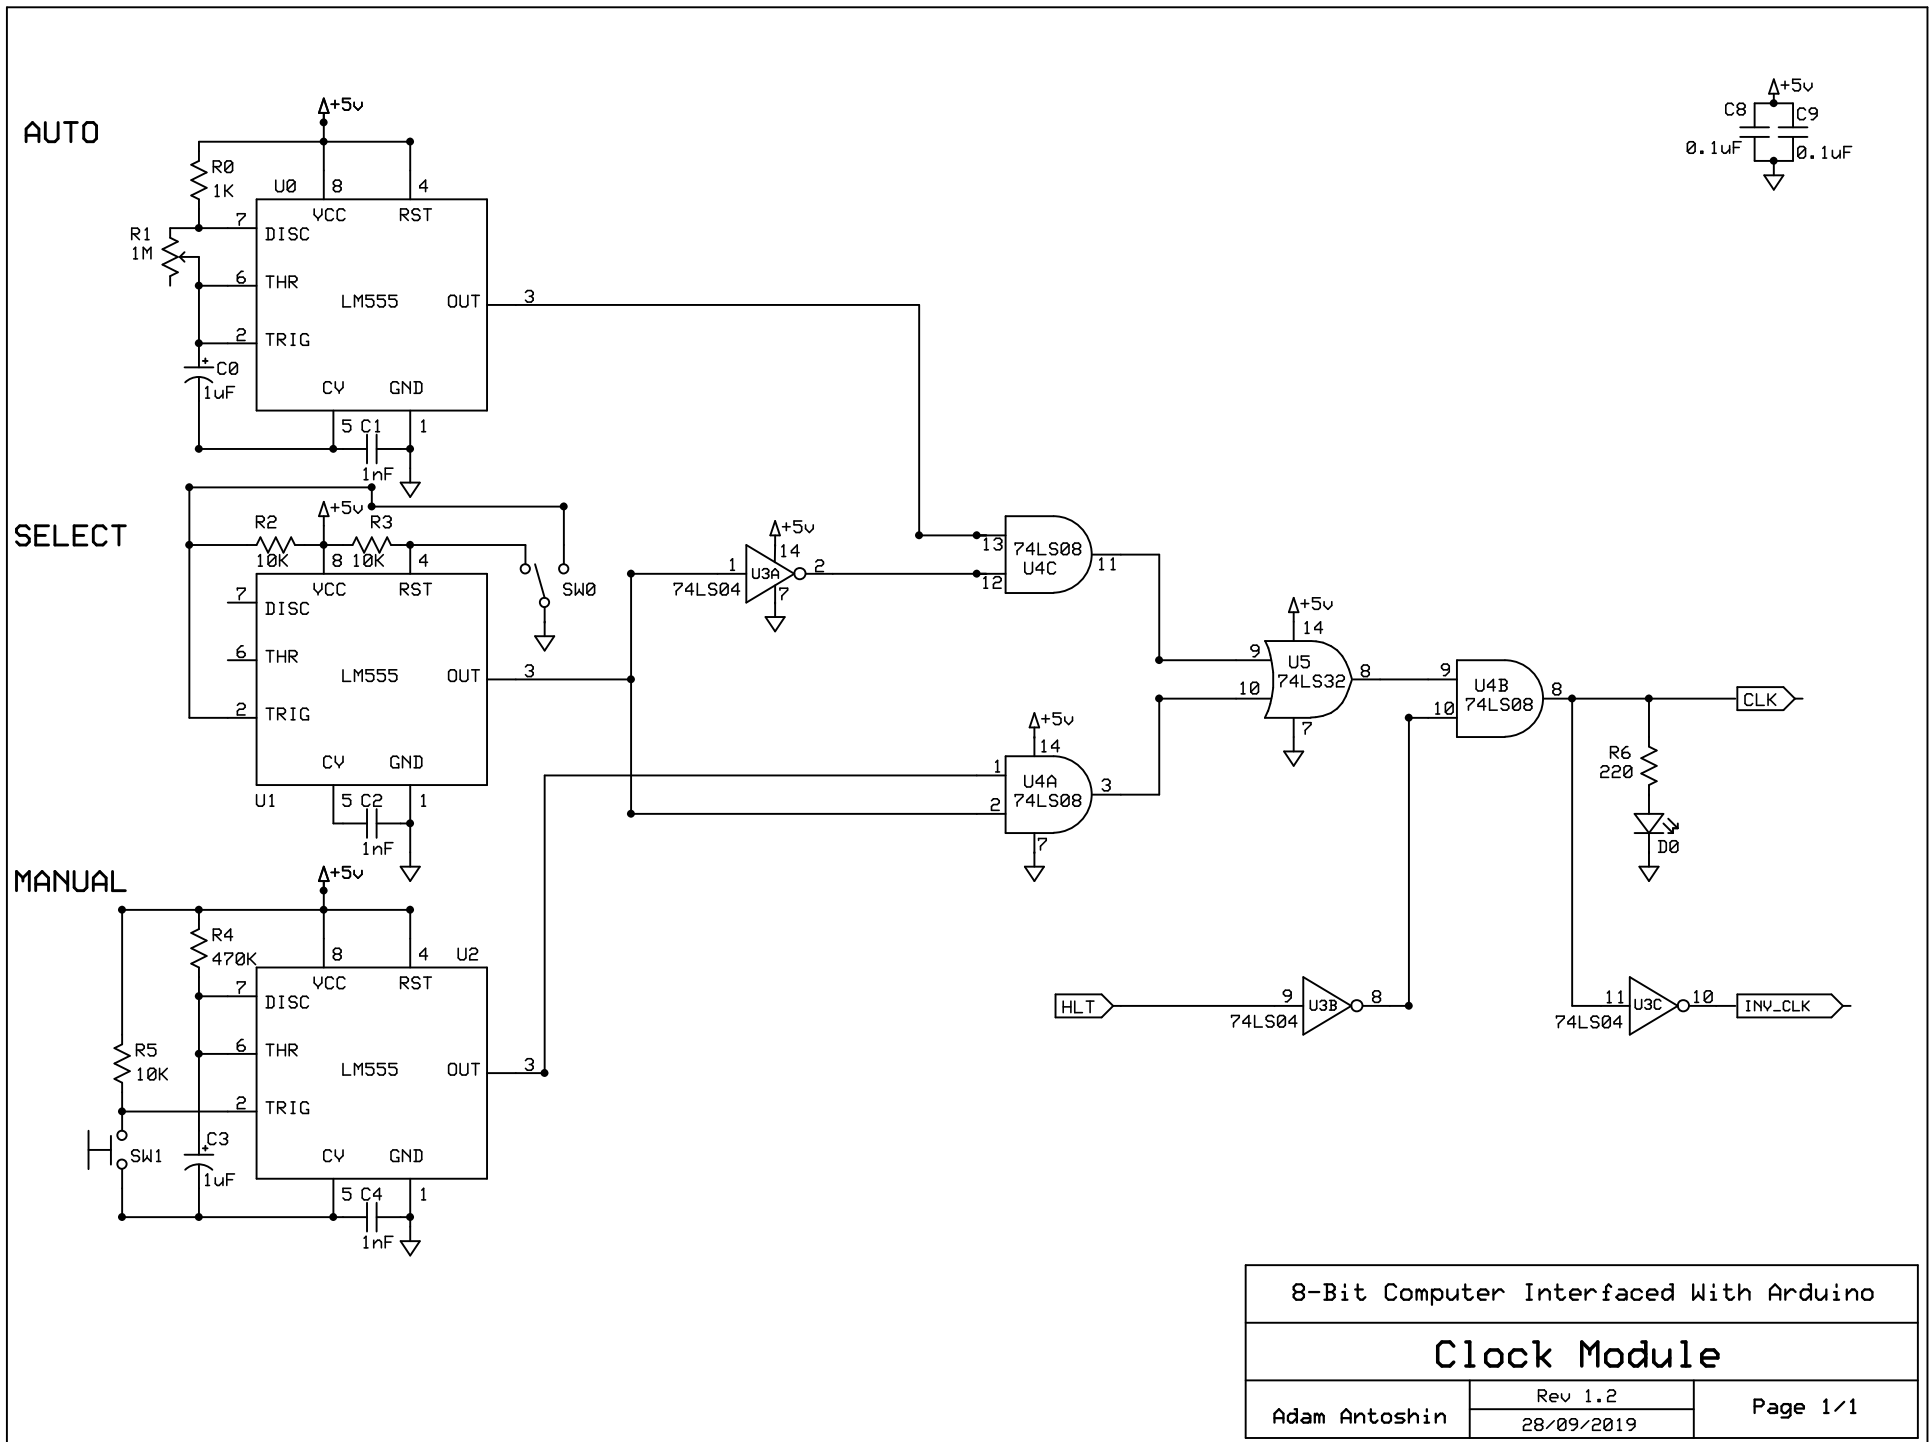 AUTO
+5v
R0
1K
U0
8
4
VCC
RST
7
DISC
R1
1M
6
THR
LM555
OUT
3
2
TRIG
+
C0
1uF
CV
GND
5
C1
1
1nF
+5v
C8
C9
0.1uF
0.1uF
SELECT
+5v
R2
R3
10K
8
10K
4
VCC
RST
SW0
7
DISC
6
THR
LM555
OUT
3
2
TRIG
CV
GND
U1
5
C2
1
1nF
+5v
14
1
U3A
2
74LS04
7
13
74LS08
12
U4C
11
+5v
14
1
U4A
3
74LS08
2
7
+5v
14
9
U5
74LS32
8
10
7
9
U4B
8
74LS08
10
CLK
R6
220
D0
MANUAL
+5v
R4
470K
8
4
U2
VCC
RST
7
DISC
R5
10K
6
THR
LM555
OUT
3
2
TRIG
SW1
C3
+
1uF
CV
GND
5
C4
1
1nF
HLT
9
U3B
8
74LS04
11
U3C
10
74LS04
INV_CLK
8-Bit Computer Interfaced With Arduino
Clock Module
Adam Antoshin
Rev 1.2
28/09/2019
Page 1/1